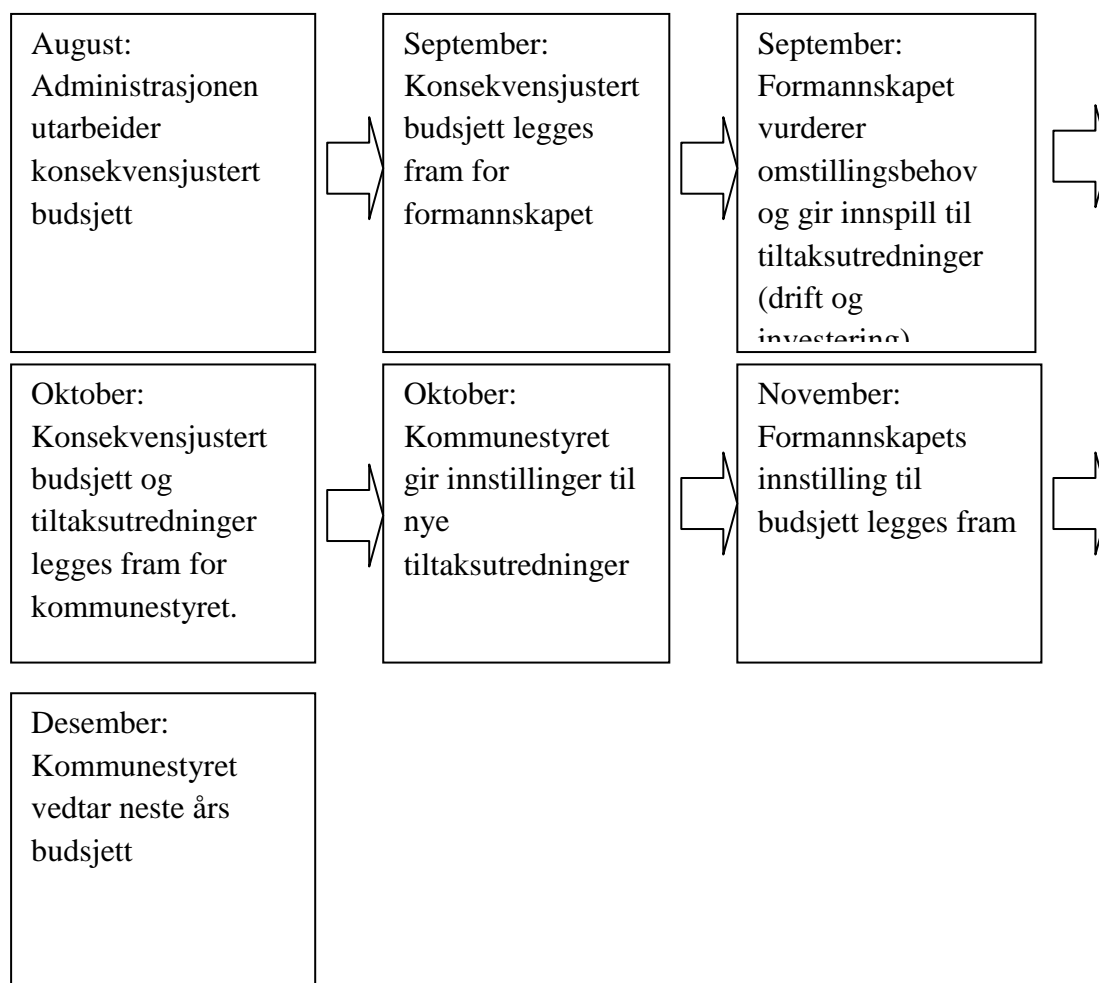 August:
Administrasjonen
utarbeider
konsekvensjustert
budsjett
September:
Konsekvensjustert
budsjett legges
fram for
formannskapet
September:
Formannskapet
vurderer
omstillingsbehov
og gir innspill til
tiltaksutredninger
(drift og
investering)
Oktober:
Konsekvensjustert
budsjett og
tiltaksutredninger
legges fram for
kommunestyret.
Oktober:
Kommunestyret
gir innstillinger til
nye
tiltaksutredninger
November:
Formannskapets
innstilling til
budsjett legges fram
Desember:
Kommunestyret
vedtar neste års
budsjett